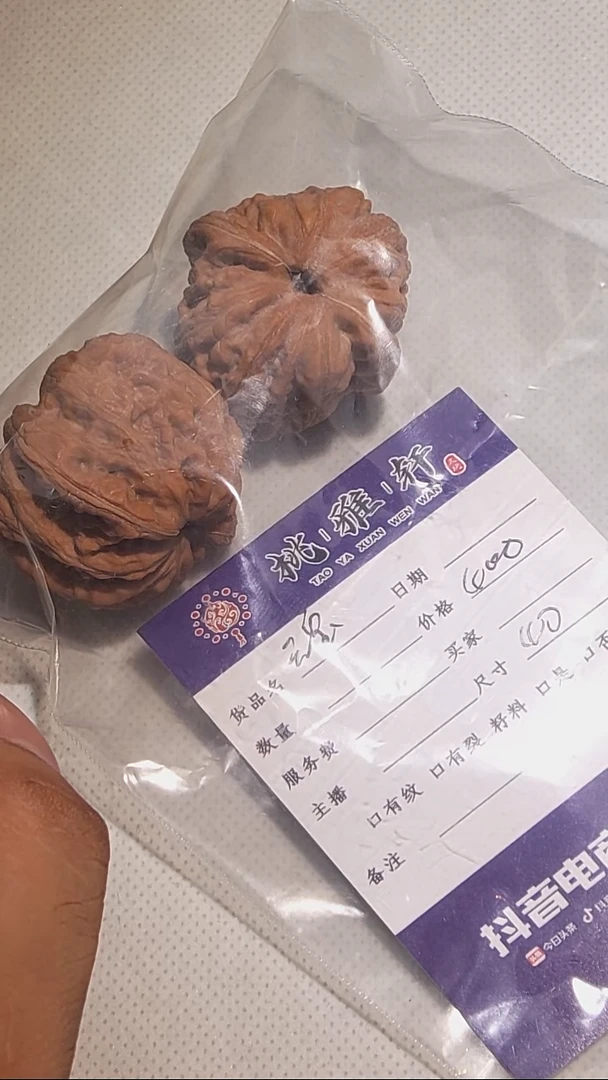 桃雅轩
TAO YA XUAN WEN WAN
日期
货品名
价格 600
数量
买家
服务费
尺寸 40
主播
口有纹 口有裂 籽料 口是 口否
备注
抖音电商